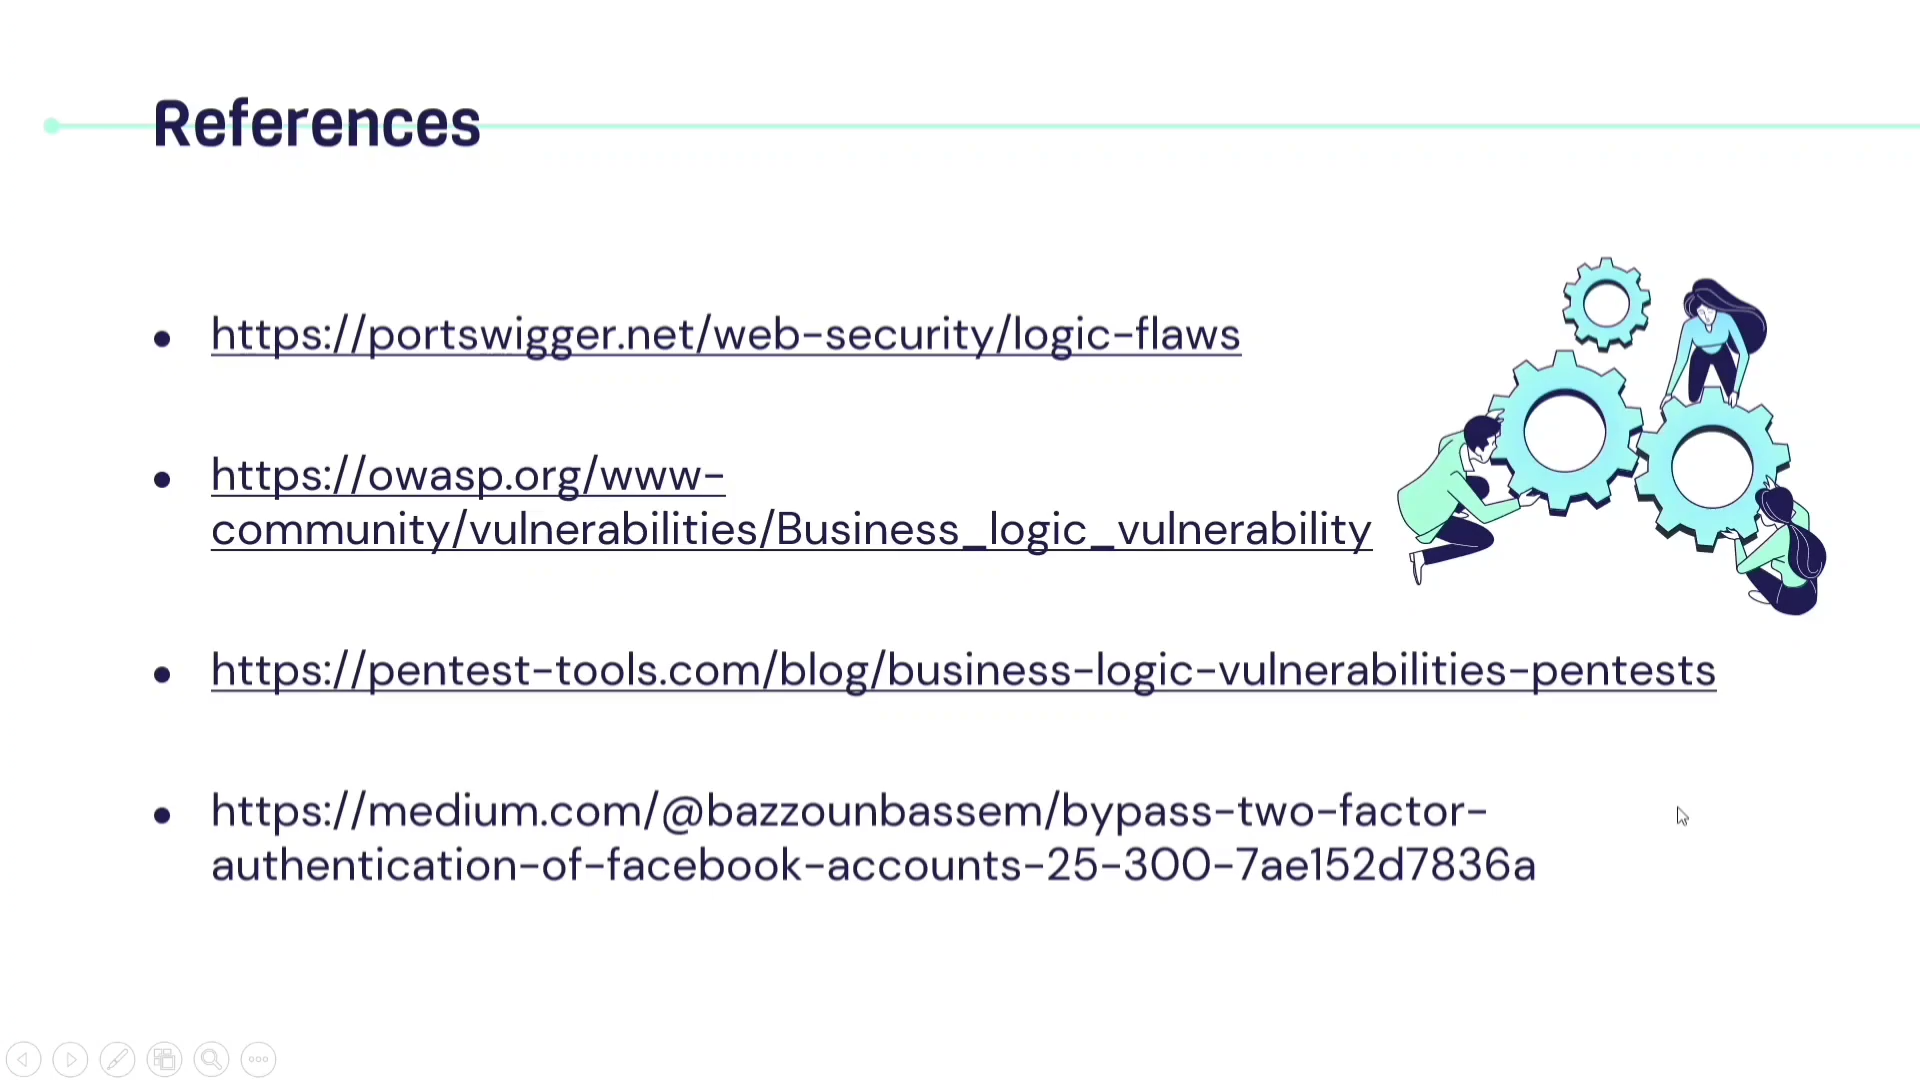 References
https://portswigger.net/web-security/logic-flaws
https://owasp.org/www-
community/vulnerabilities/Business_logic_vulnerability
https://pentest-tools.com/blog/business-logic-vulnerabilities-pentests
https://medium.com/@bazzounbassem/bypass-two-factor-
authentication-of-facebook-accounts-25-300-7ae152d7836a